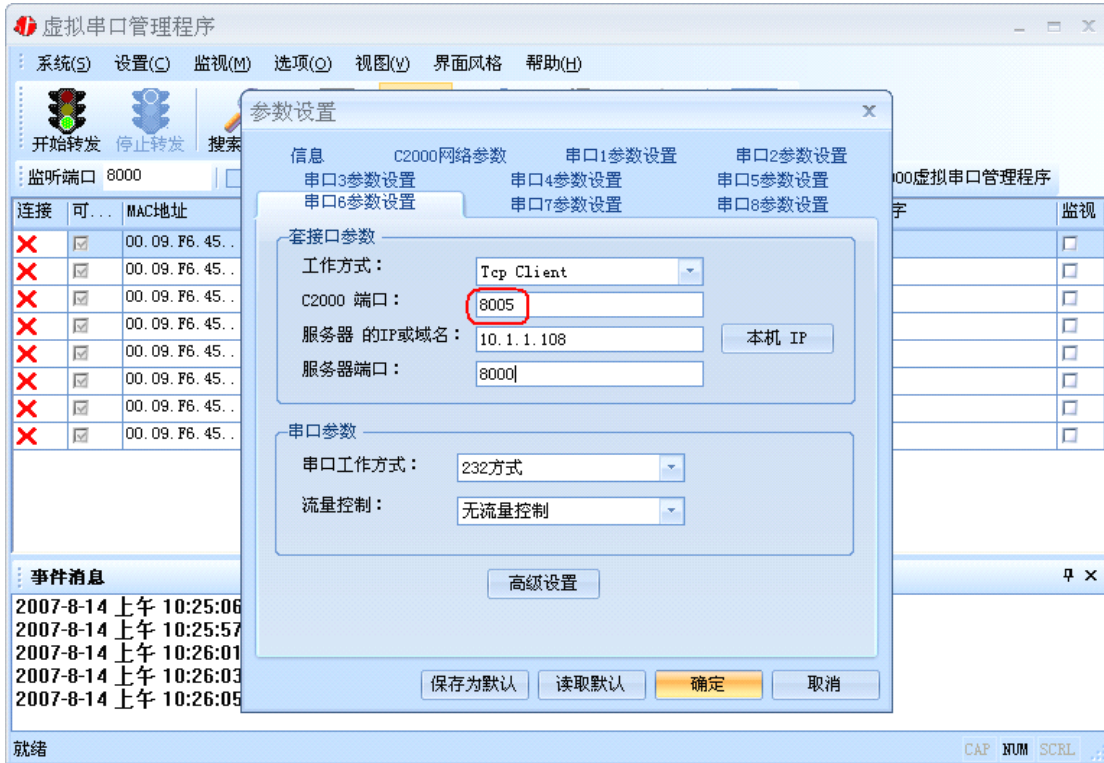 虚拟串口管理程序
系统(S) 设置(C) 监视(M) 选项(O) 视图(V) 界面风格 帮助(H)
开始转发 停止转发 搜索
监听端口 8000
000虚拟串口管理程序
连接 可... MAC地址 字 监视
00.09.F6.45..
00.09.F6.45..
00.09.F6.45..
00.09.F6.45..
00.09.F6.45..
00.09.F6.45..
00.09.F6.45..
00.09.F6.45..
参数设置
信息 C2000网络参数 串口1参数设置 串口2参数设置
串口3参数设置 串口4参数设置 串口5参数设置
串口6参数设置 串口7参数设置 串口8参数设置
套接口参数
工作方式： Tcp Client
C2000 端口： 8005
服务器 的IP或域名： 10.1.1.108 本机 IP
服务器端口： 8000
串口参数
串口工作方式： 232方式
流量控制： 无流量控制
高级设置
保存为默认 读取默认 确定 取消
事件消息
2007-8-14 上午 10:25:06
2007-8-14 上午 10:25:57
2007-8-14 上午 10:26:01
2007-8-14 上午 10:26:03
2007-8-14 上午 10:26:05
就绪
CAP NUM SCRL